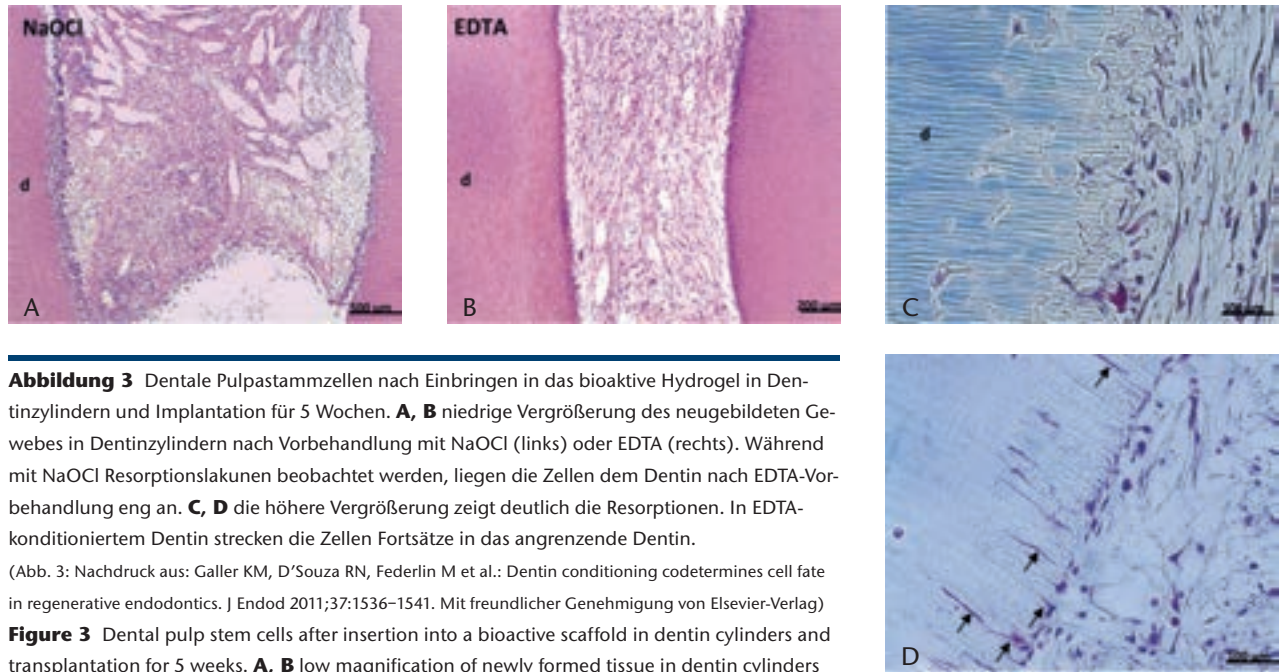 NaOCl
d
A
EDTA
d
B
d
C
D
Abbildung 3 Dentale Pulpastammzellen nach Einbringen in das bioaktive Hydrogel in Den-
tinzylindern und Implantation für 5 Wochen. A, B niedrige Vergrößerung des neugebildeten Ge-
webes in Dentinzylindern nach Vorbehandlung mit NaOCl (links) oder EDTA (rechts). Während
mit NaOCl Resorptionslakunen beobachtet werden, liegen die Zellen dem Dentin nach EDTA-Vor-
behandlung eng an. C, D die höhere Vergrößerung zeigt deutlich die Resorptionen. In EDTA-
konditioniertem Dentin strecken die Zellen Fortsätze in das angrenzende Dentin.
(Abb. 3: Nachdruck aus: Galler KM, D’Souza RN, Federlin M et al.: Dentin conditioning codetermines cell fate
in regenerative endodontics. J Endod 2011;37:1536–1541. Mit freundlicher Genehmigung von Elsevier-Verlag)
Figure 3 Dental pulp stem cells after insertion into a bioactive scaffold in dentin cylinders and
transplantation for 5 weeks. A, B low magnification of newly formed tissue in dentin cylinders